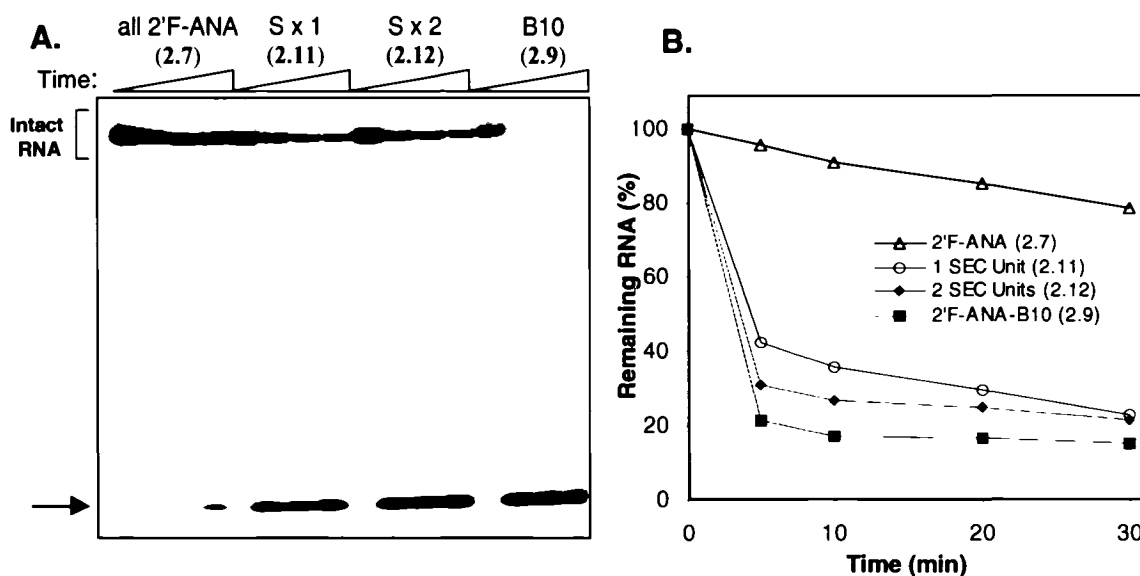 A.
all 2'F-ANA S x 1 S x 2 B10
(2.7) (2.11) (2.12) (2.9)
Time:
Intact
RNA
B.
100
80
60
40
20
0
Remaining RNA (%)
2'F-ANA (2.7)
1 SEC Unit (2.11)
2 SEC Units (2.12)
2'F-ANA-B10 (2.9)
0 10 20 30
Time (min)